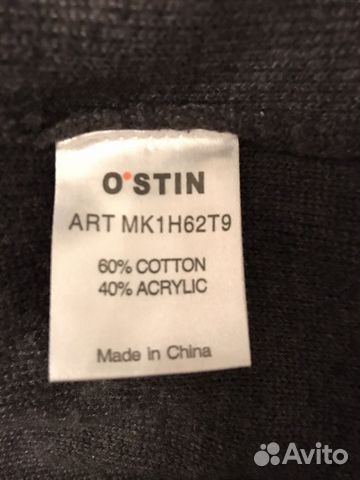 O'STIN
ART MK1H62T9
60% COTTON
40% ACRYLIC
Made in China
Avito